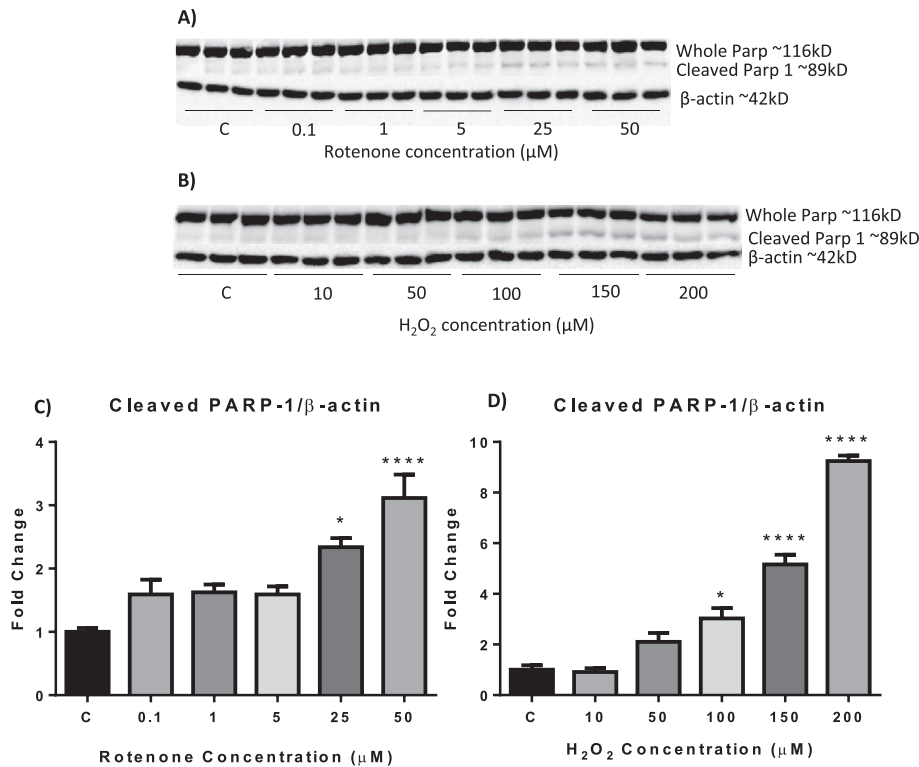 A)
Whole Parp ~116kD
Cleaved Parp 1 ~89kD
β-actin ~42kD
C 0.1 1 5 25 50
Rotenone concentration (μM)
B)
Whole Parp ~116kD
Cleaved Parp 1 ~89kD
β-actin ~42kD
C 10 50 100 150 200
H₂O₂ concentration (μM)
C) Cleaved PARP-1/β-actin
Fold Change
4
3
2
1
0
* ****
C 0.1 1 5 25 50
Rotenone Concentration (μM)
D) Cleaved PARP-1/β-actin
Fold Change
10
8
6
4
2
0
* **** ****
C 10 50 100 150 200
H₂O₂ Concentration (μM)